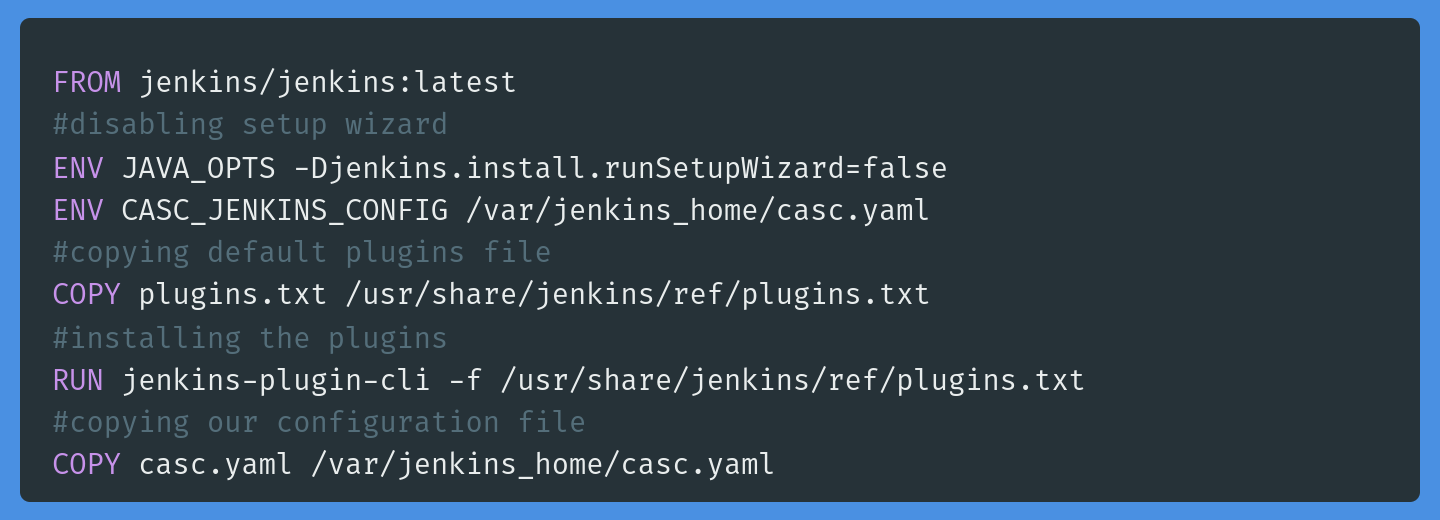 FROM jenkins/jenkins:latest
#disabling setup wizard
ENV JAVA_OPTS -Djenkins.install.runSetupWizard=false
ENV CASC_JENKINS_CONFIG /var/jenkins_home/casc.yaml
#copying default plugins file
COPY plugins.txt /usr/share/jenkins/ref/plugins.txt
#installing the plugins
RUN jenkins-plugin-cli -f /usr/share/jenkins/ref/plugins.txt
#copying our configuration file
COPY casc.yaml /var/jenkins_home/casc.yaml